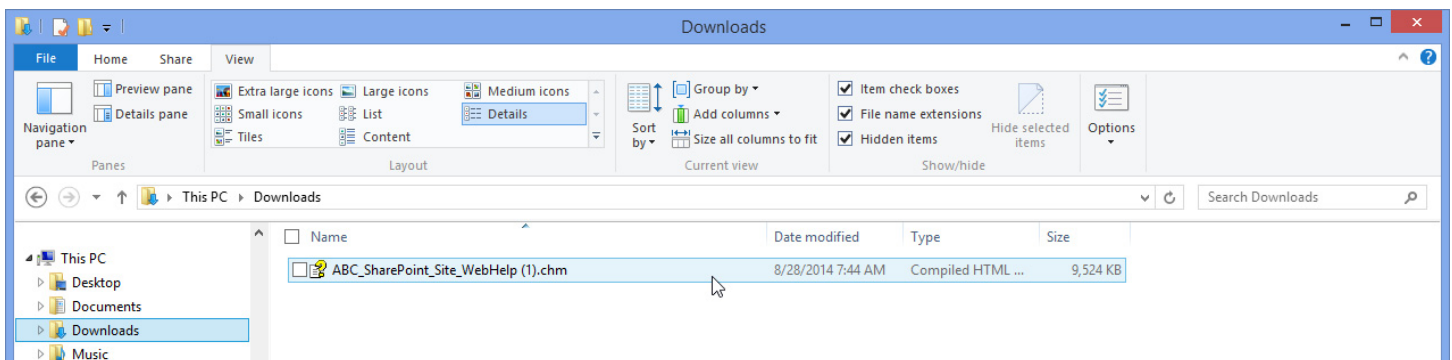 Downloads
File Home Share View
Preview pane Extra large icons Large icons Medium icons Group by Item check boxes
Details pane Small icons List Details Add columns File name extensions
Navigation pane Tiles Content Sort by Size all columns to fit Hidden items Hide selected items Options
Panes Layout Current view Show/hide
This PC Downloads Search Downloads
Name Date modified Type Size
This PC
ABC_SharePoint_Site_WebHelp (1).chm 8/28/2014 7:44 AM Compiled HTML ... 9,524 KB
Desktop
Documents
Downloads
Music